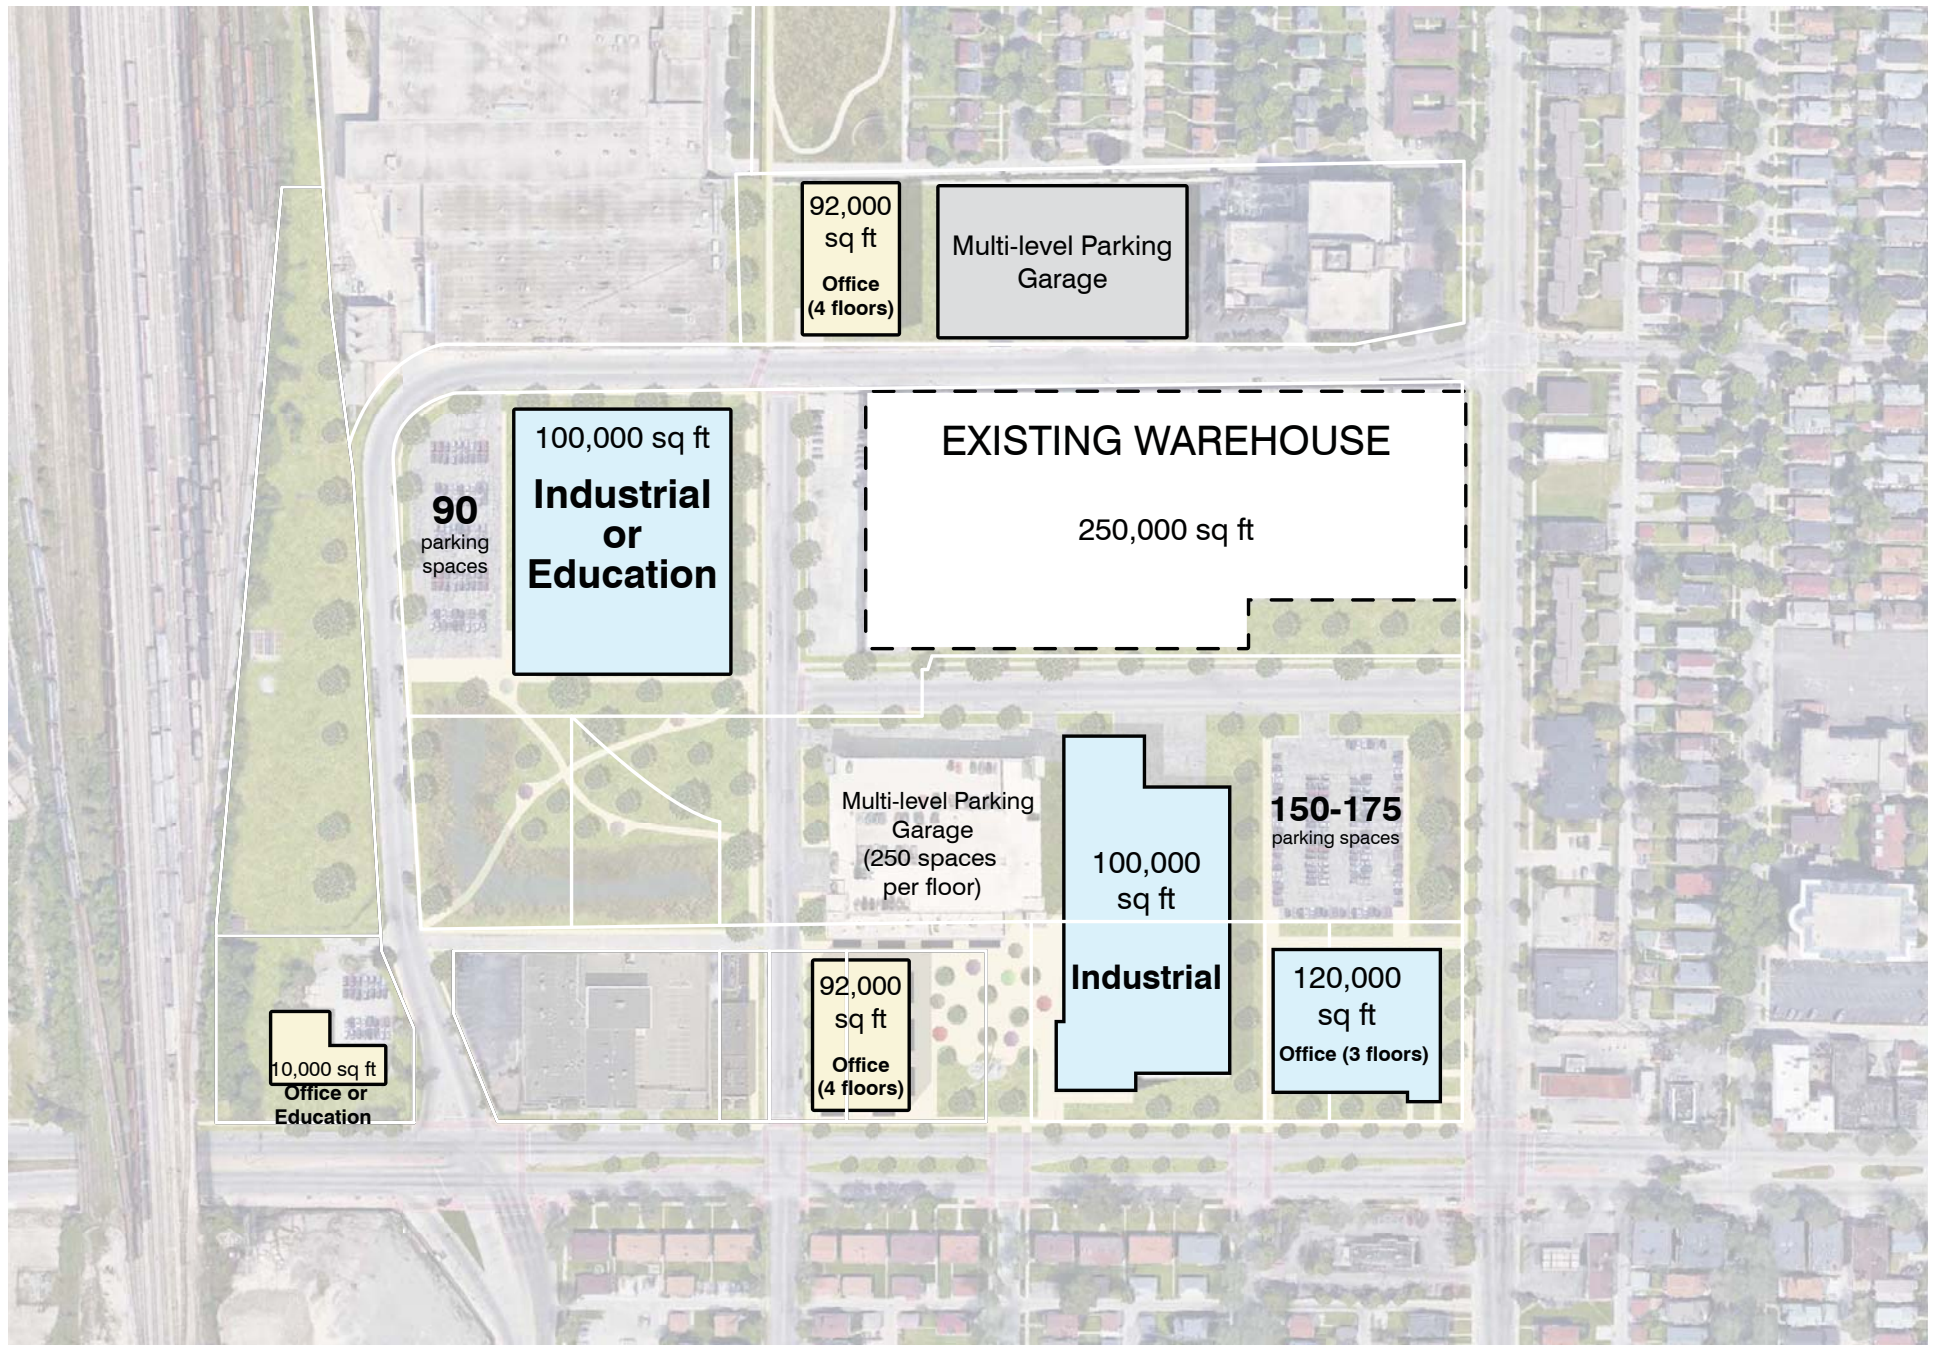 92,000
sq ft
Office
(4 floors)
Multi-level Parking
Garage
100,000 sq ft
Industrial
or
Education
90
parking
spaces
EXISTING WAREHOUSE
250,000 sq ft
Multi-level Parking
Garage
(250 spaces
per floor)
100,000
sq ft
Industrial
150-175
parking spaces
10,000 sq ft
Office or
Education
92,000
sq ft
Office
(4 floors)
120,000
sq ft
Office (3 floors)